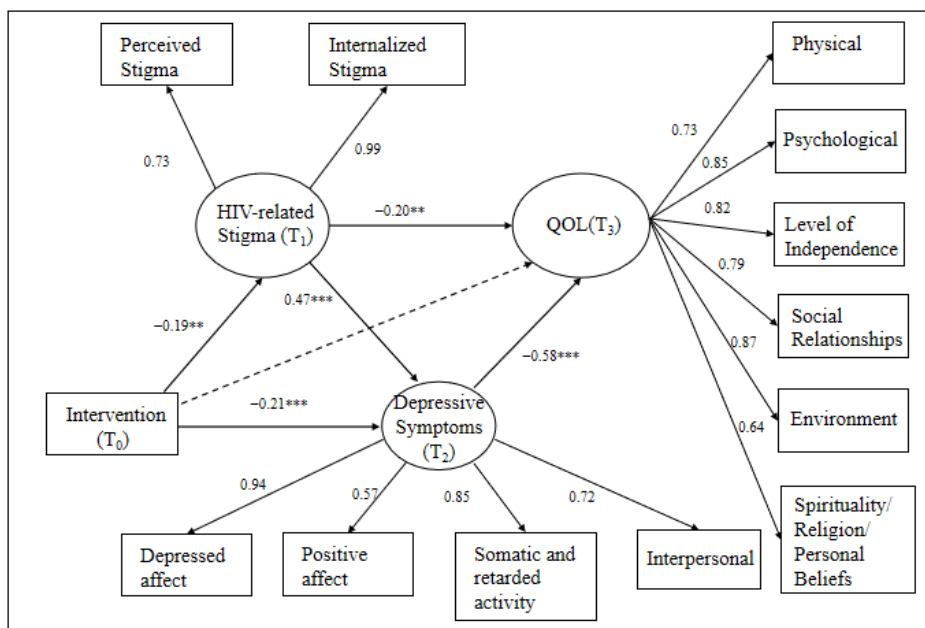 Perceived
Stigma
Internalized
Stigma
Physical
0.73
0.99
0.73
Psychological
0.85
HIV-related
Stigma (T1)
−0.20**
QOL(T3)
0.82
Level of
Independence
0.79
0.47***
−0.19**
Social
Relationships
0.87
−0.58***
Intervention
(T0)
−0.21***
Depressive
Symptoms
(T2)
Environment
0.64
0.94
0.57
0.85
0.72
Depressed
affect
Positive
affect
Somatic and
retarded
activity
Interpersonal
Spirituality/
Religion/
Personal
Beliefs